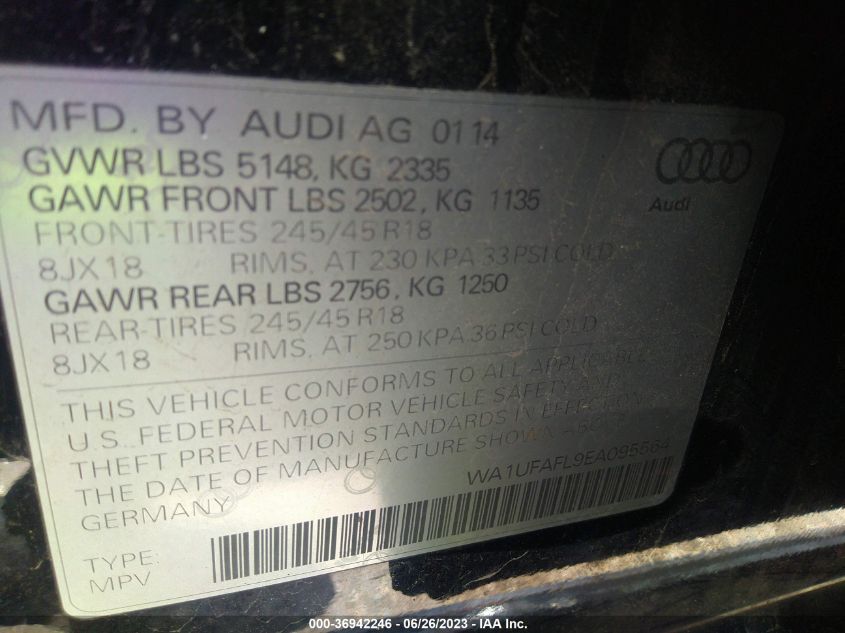 MFD. BY AUDI AG 01 14
GVWR LBS 5148, KG 2335
GAWR FRONT LBS 2502, KG 1135
Audi
FRONT-TIRES 245/45 R18
8JX18 RIMS, AT 230 KPA 33 PSI COLD
GAWR REAR LBS 2756, KG 1250
REAR-TIRES 245/45 R18
8JX18 RIMS, AT 250 KPA 36 PSI COLD
THIS VEHICLE CONFORMS TO ALL APPLICABLE
U.S. FEDERAL MOTOR VEHICLE SAFETY AND
THEFT PREVENTION STANDARDS IN EFFECT ON
THE DATE OF MANUFACTURE SHOWN
GERMANY
WA1UFAFL9EA095564
TYPE:
MPV
000-36942246 - 06/26/2023 - IAA Inc.